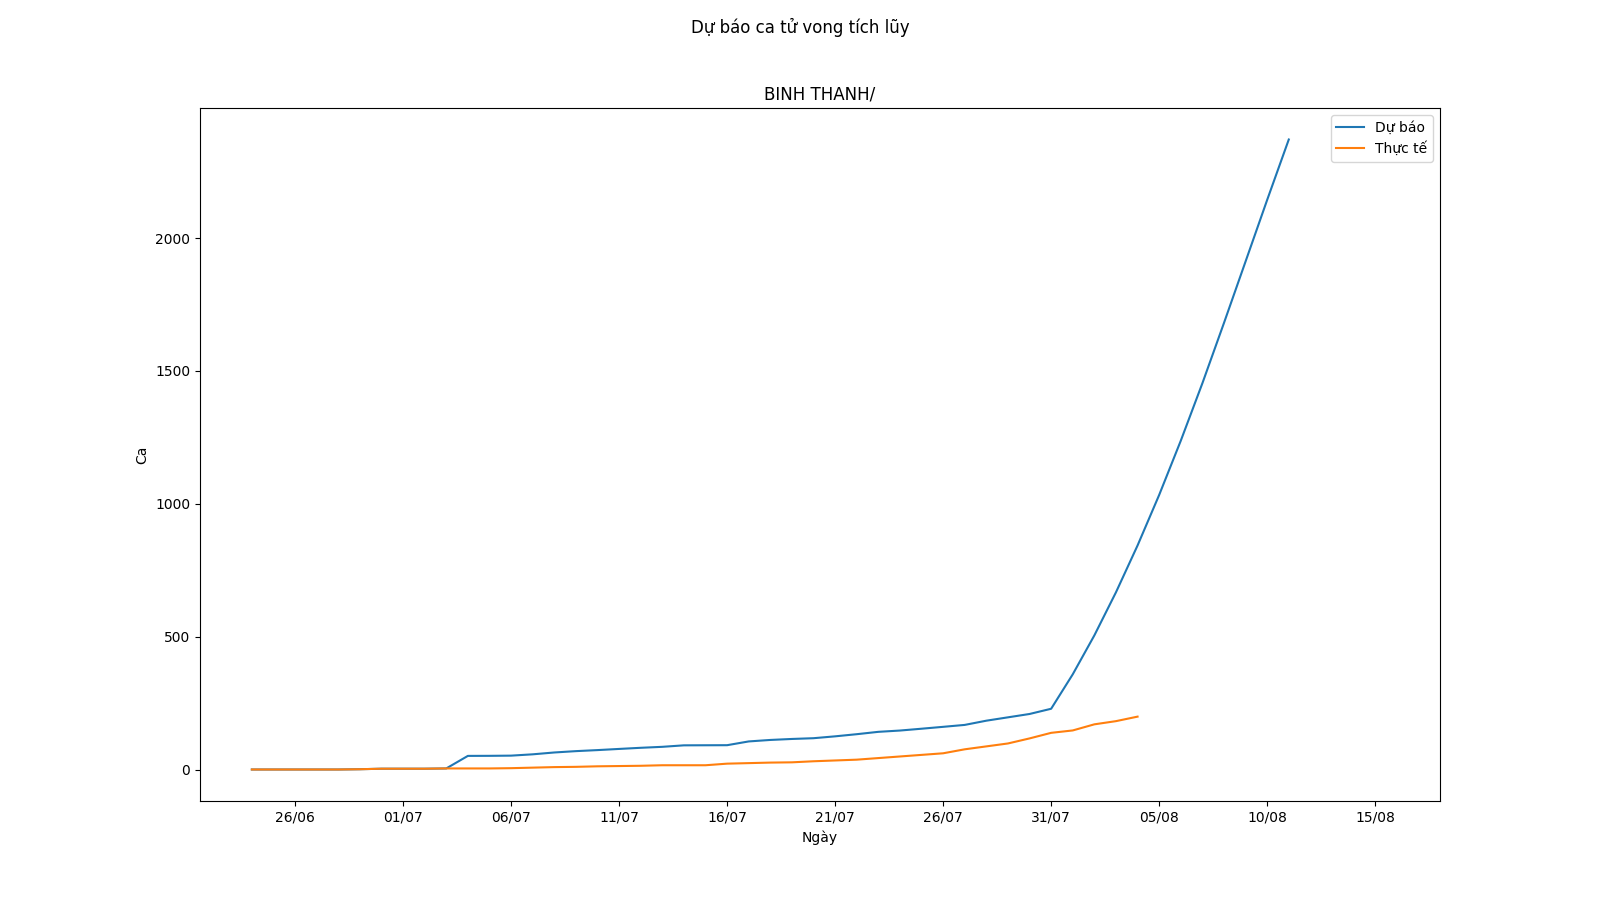 Dự báo ca tử vong tích lũy
BINH THANH/
Dự báo
Thực tế
2000
1500
1000
500
0
Ca
26/06 01/07 06/07 11/07 16/07 21/07 26/07 31/07 05/08 10/08 15/08
Ngày